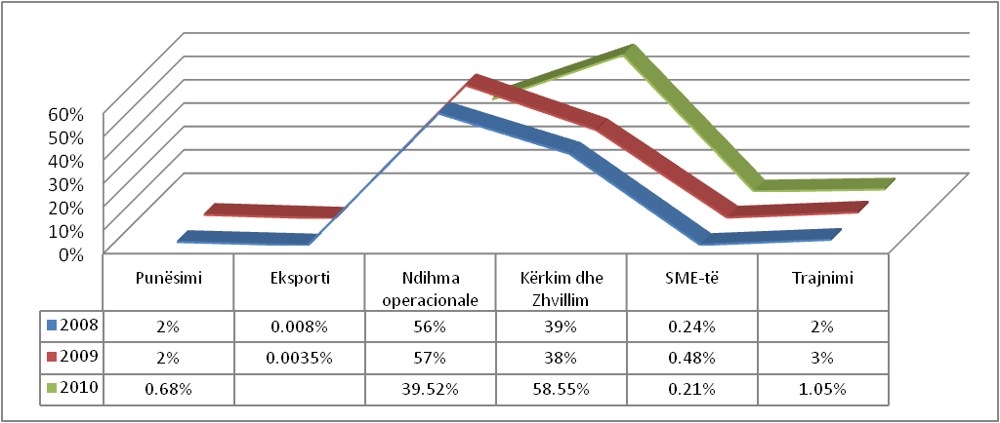 60%
50%
40%
30%
20%
10%
0%
Punësimi Eksporti Ndihma operacionale Kërkim dhe Zhvillim SME-të Trajnimi
2008 2% 0.008% 56% 39% 0.24% 2%
2009 2% 0.0035% 57% 38% 0.48% 3%
2010 0.68% 39.52% 58.55% 0.21% 1.05%